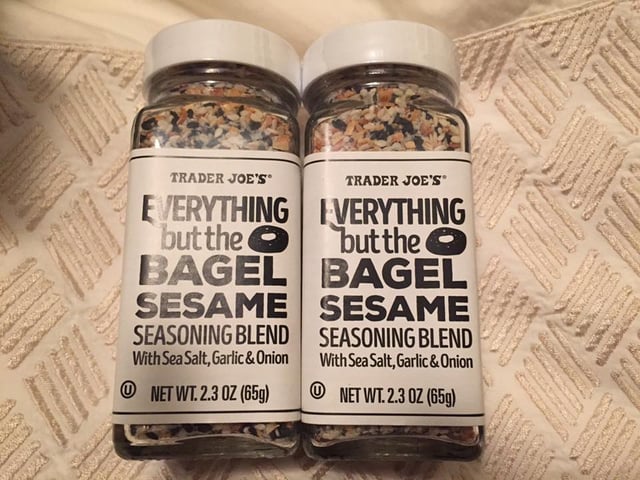 TRADER JOE'S®
EVERYTHING
but the
BAGEL
SESAME
SEASONING BLEND
With Sea Salt, Garlic & Onion
U NET WT. 2.3 OZ (65g)
TRADER JOE'S®
EVERYTHING
but the
BAGEL
SESAME
SEASONING BLEND
With Sea Salt, Garlic & Onion
U NET WT. 2.3 OZ (65g)